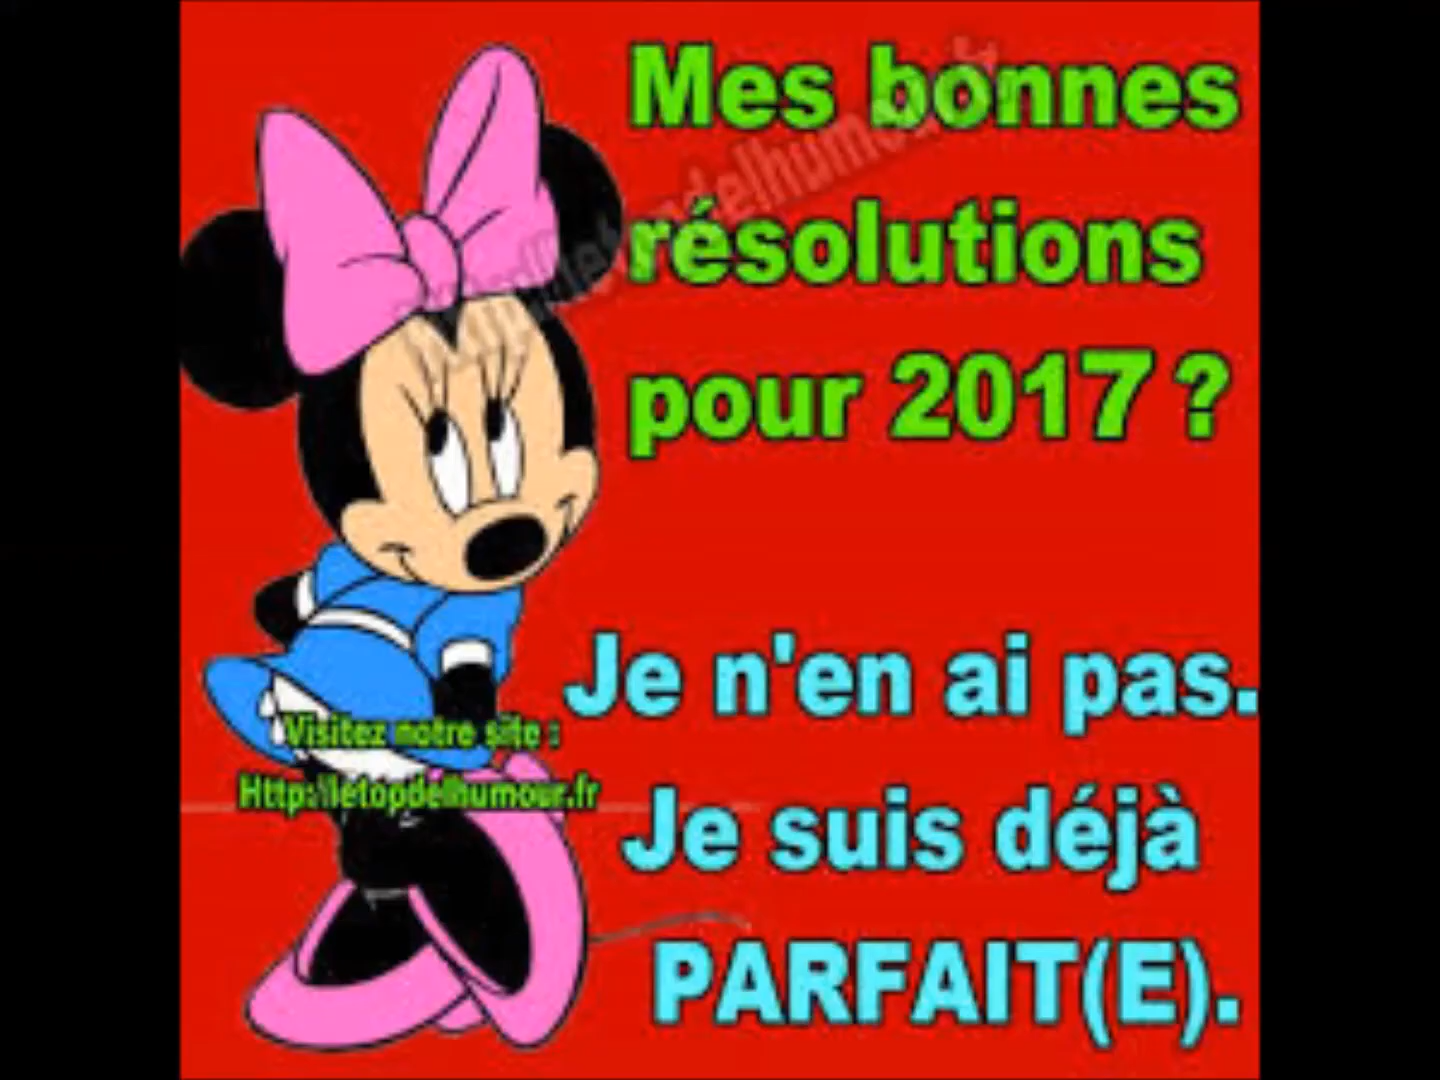 Mes bonnes
résolutions
pour 2017 ?
Je n'en ai pas.
Visitez notre site :
Http:\\letopdelhumour.fr
Je suis déjà
PARFAIT(E).